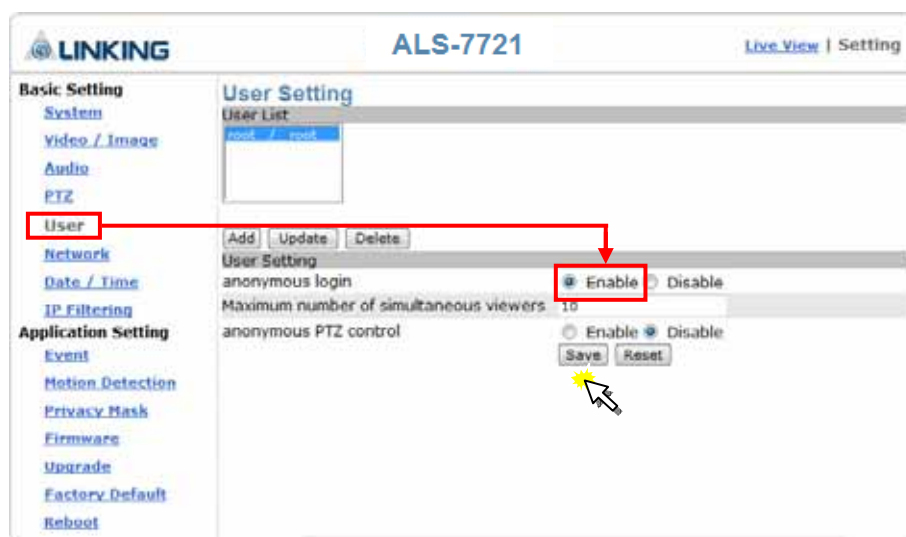 LINKING
ALS-7721
Live View | Setting
Basic Setting
System
Video / Image
Audio
PTZ
User
Network
Date / Time
IP Filtering
Application Setting
Event
Motion Detection
Privacy Mask
Firmware
Upgrade
Factory Default
Reboot
User Setting
User List
root / root
Add Update Delete
User Setting
anonymous login Enable Disable
Maximum number of simultaneous viewers 10
anonymous PTZ control Enable Disable
Save Reset